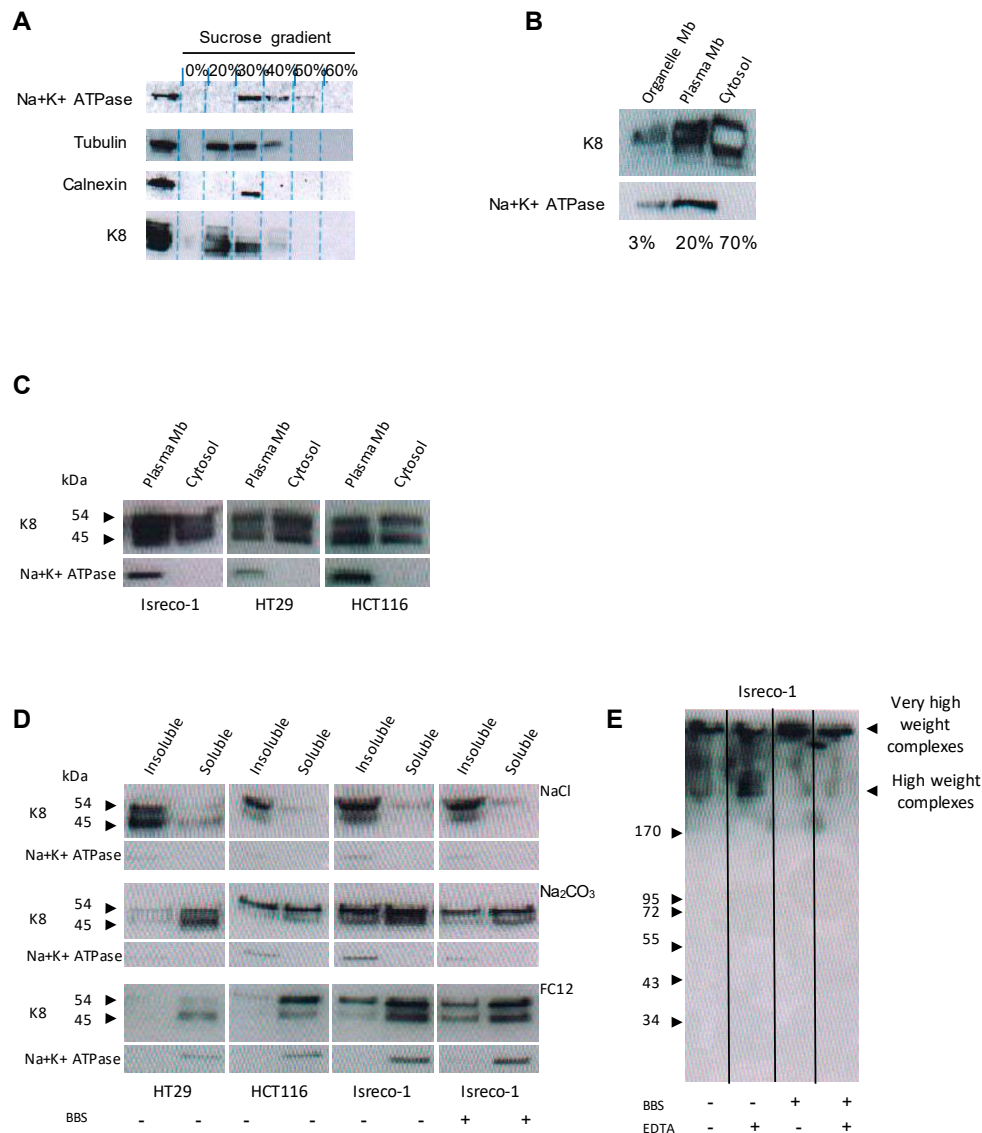 A
Sucrose gradient
0% 20% 30% 40% 50% 60%
Na+K+ ATPase
Tubulin
Calnexin
K8
B
Organelle Mb
Plasma Mb
Cytosol
K8
Na+K+ ATPase
3% 20% 70%
C
Plasma Mb
Cytosol
Plasma Mb
Cytosol
Plasma Mb
Cytosol
kDa
K8
54
45
Na+K+ ATPase
Isreco-1 HT29 HCT116
D
Insoluble
Soluble
Insoluble
Soluble
Insoluble
Soluble
Insoluble
Soluble
kDa
NaCl
K8
54
45
Na+K+ ATPase
Na₂CO₃
K8
54
45
Na+K+ ATPase
FC12
K8
54
45
Na+K+ ATPase
HT29 HCT116 Isreco-1 Isreco-1
BBS - - - - - - + +
E
Isreco-1
Very high
weight
complexes
High weight
complexes
170
95
72
55
43
34
BBS - - + +
EDTA - + - +